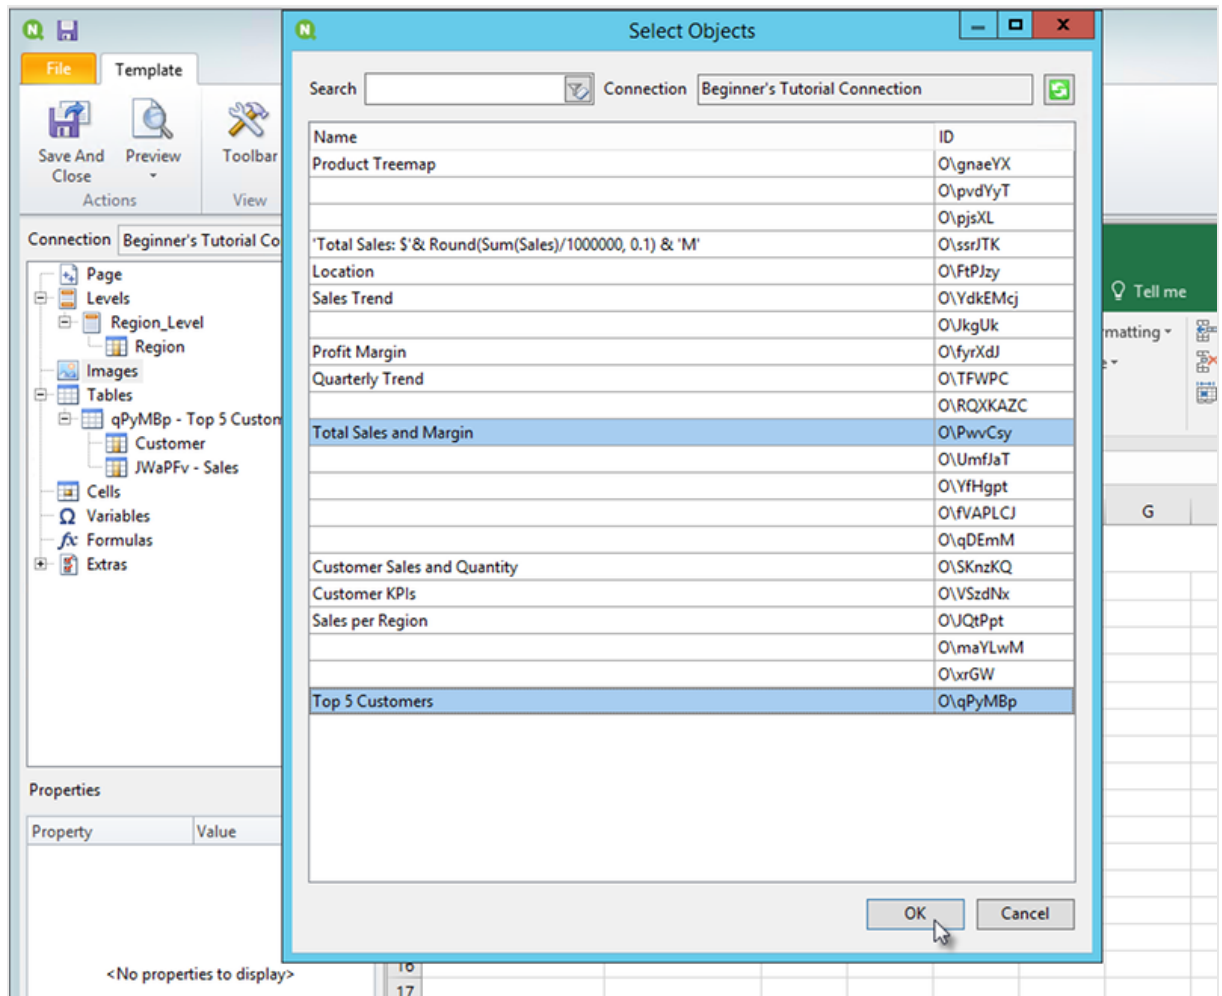 Select Objects
File
Template
Save And Close
Preview
Toolbar
Actions
View
Connection Beginner's Tutorial Co
Page
Levels
Region_Level
Region
Images
Tables
qPyMBp - Top 5 Custom
Customer
JWaPFv - Sales
Cells
Variables
Formulas
Extras
Properties
Property Value
<No properties to display>
Search
Connection Beginner's Tutorial Connection
Name ID
Product Treemap O\gnaeYX
O\pvdYyT
O\pjsXL
'Total Sales: $'& Round(Sum(Sales)/1000000, 0.1) & 'M' O\ssrJTK
Location O\FtPJzy
Sales Trend O\YdkEMcj
O\JkgUk
Profit Margin O\fyrXdJ
Quarterly Trend O\TFWPC
O\RQXKAZC
Total Sales and Margin O\PwvCsy
O\UmfJaT
O\YfHgpt
O\fVAPLCJ
O\qDEmM
Customer Sales and Quantity O\SKnzKQ
Customer KPIs O\VSzdNx
Sales per Region O\JQtPpt
O\maYLwM
O\xrGW
Top 5 Customers O\qPyMBp
OK
Cancel
Tell me
rmatting
G
16
17